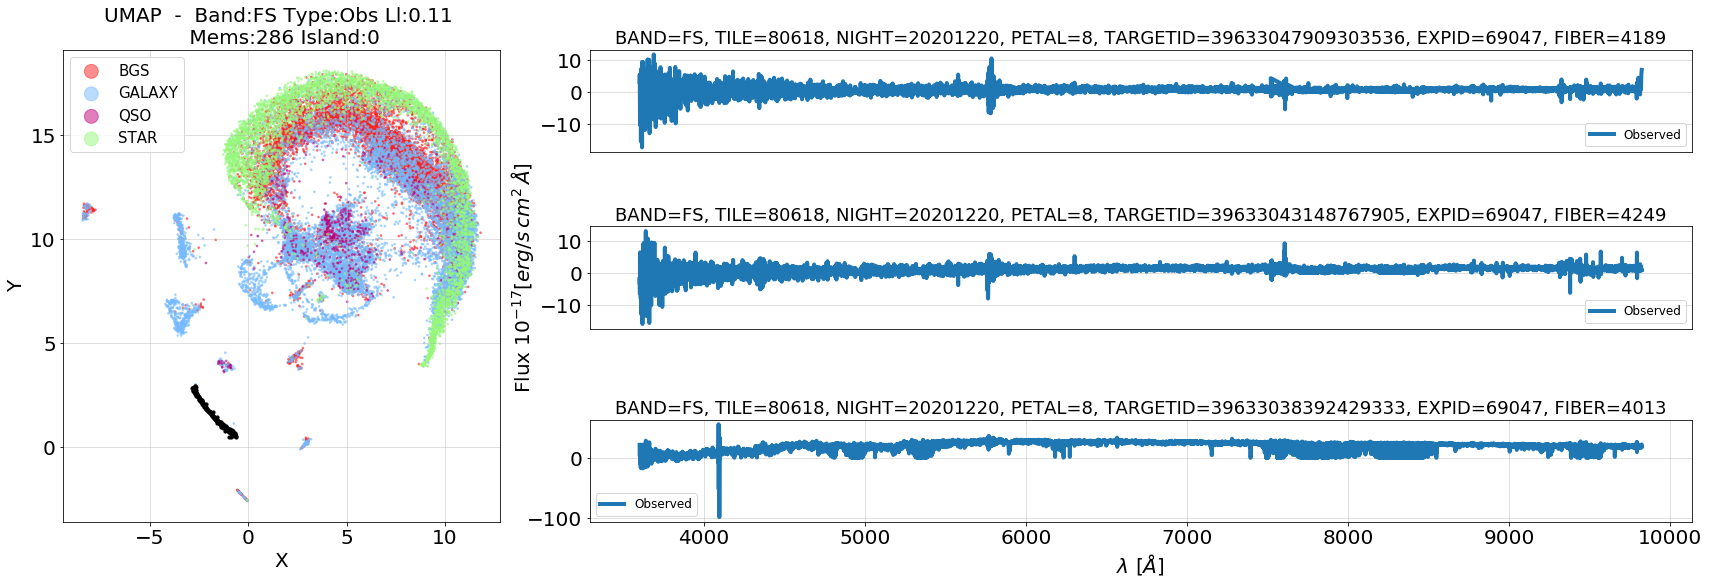 UMAP - Band:FS Type:Obs Ll:0.11
Mems:286 Island:0
BGS
GALAXY
QSO
STAR
15
10
5
0
Y
−5
0
5
10
X
BAND=FS, TILE=80618, NIGHT=20201220, PETAL=8, TARGETID=39633047909303536, EXPID=69047, FIBER=4189
10
0
−10
Observed
BAND=FS, TILE=80618, NIGHT=20201220, PETAL=8, TARGETID=39633043148767905, EXPID=69047, FIBER=4249
10
0
−10
Observed
Flux 10^{−17}[erg/s cm^2 Å]
BAND=FS, TILE=80618, NIGHT=20201220, PETAL=8, TARGETID=39633038392429333, EXPID=69047, FIBER=4013
0
−100
Observed
4000
5000
6000
7000
8000
9000
10000
λ [Å]